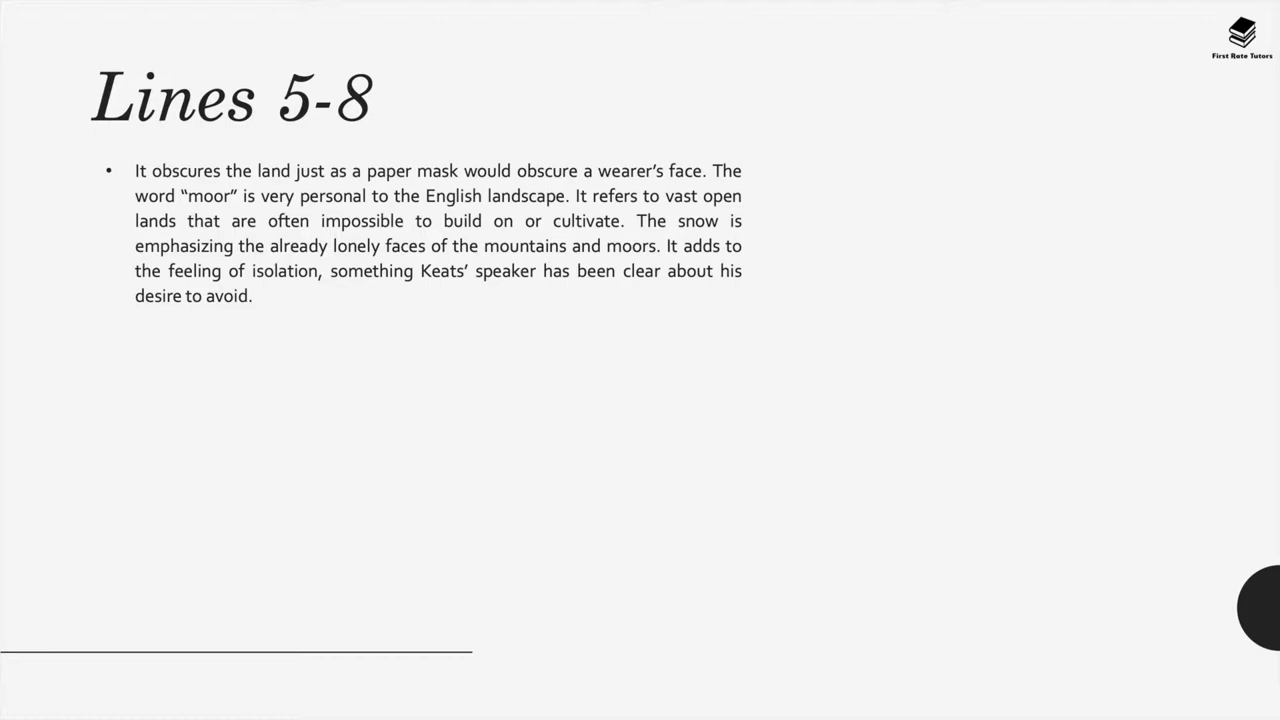 First Rate Tutors
Lines 5-8
• It obscures the land just as a paper mask would obscure a wearer’s face. The
word “moor” is very personal to the English landscape. It refers to vast open
lands that are often impossible to build on or cultivate. The snow is
emphasizing the already lonely faces of the mountains and moors. It adds to
the feeling of isolation, something Keats’ speaker has been clear about his
desire to avoid.